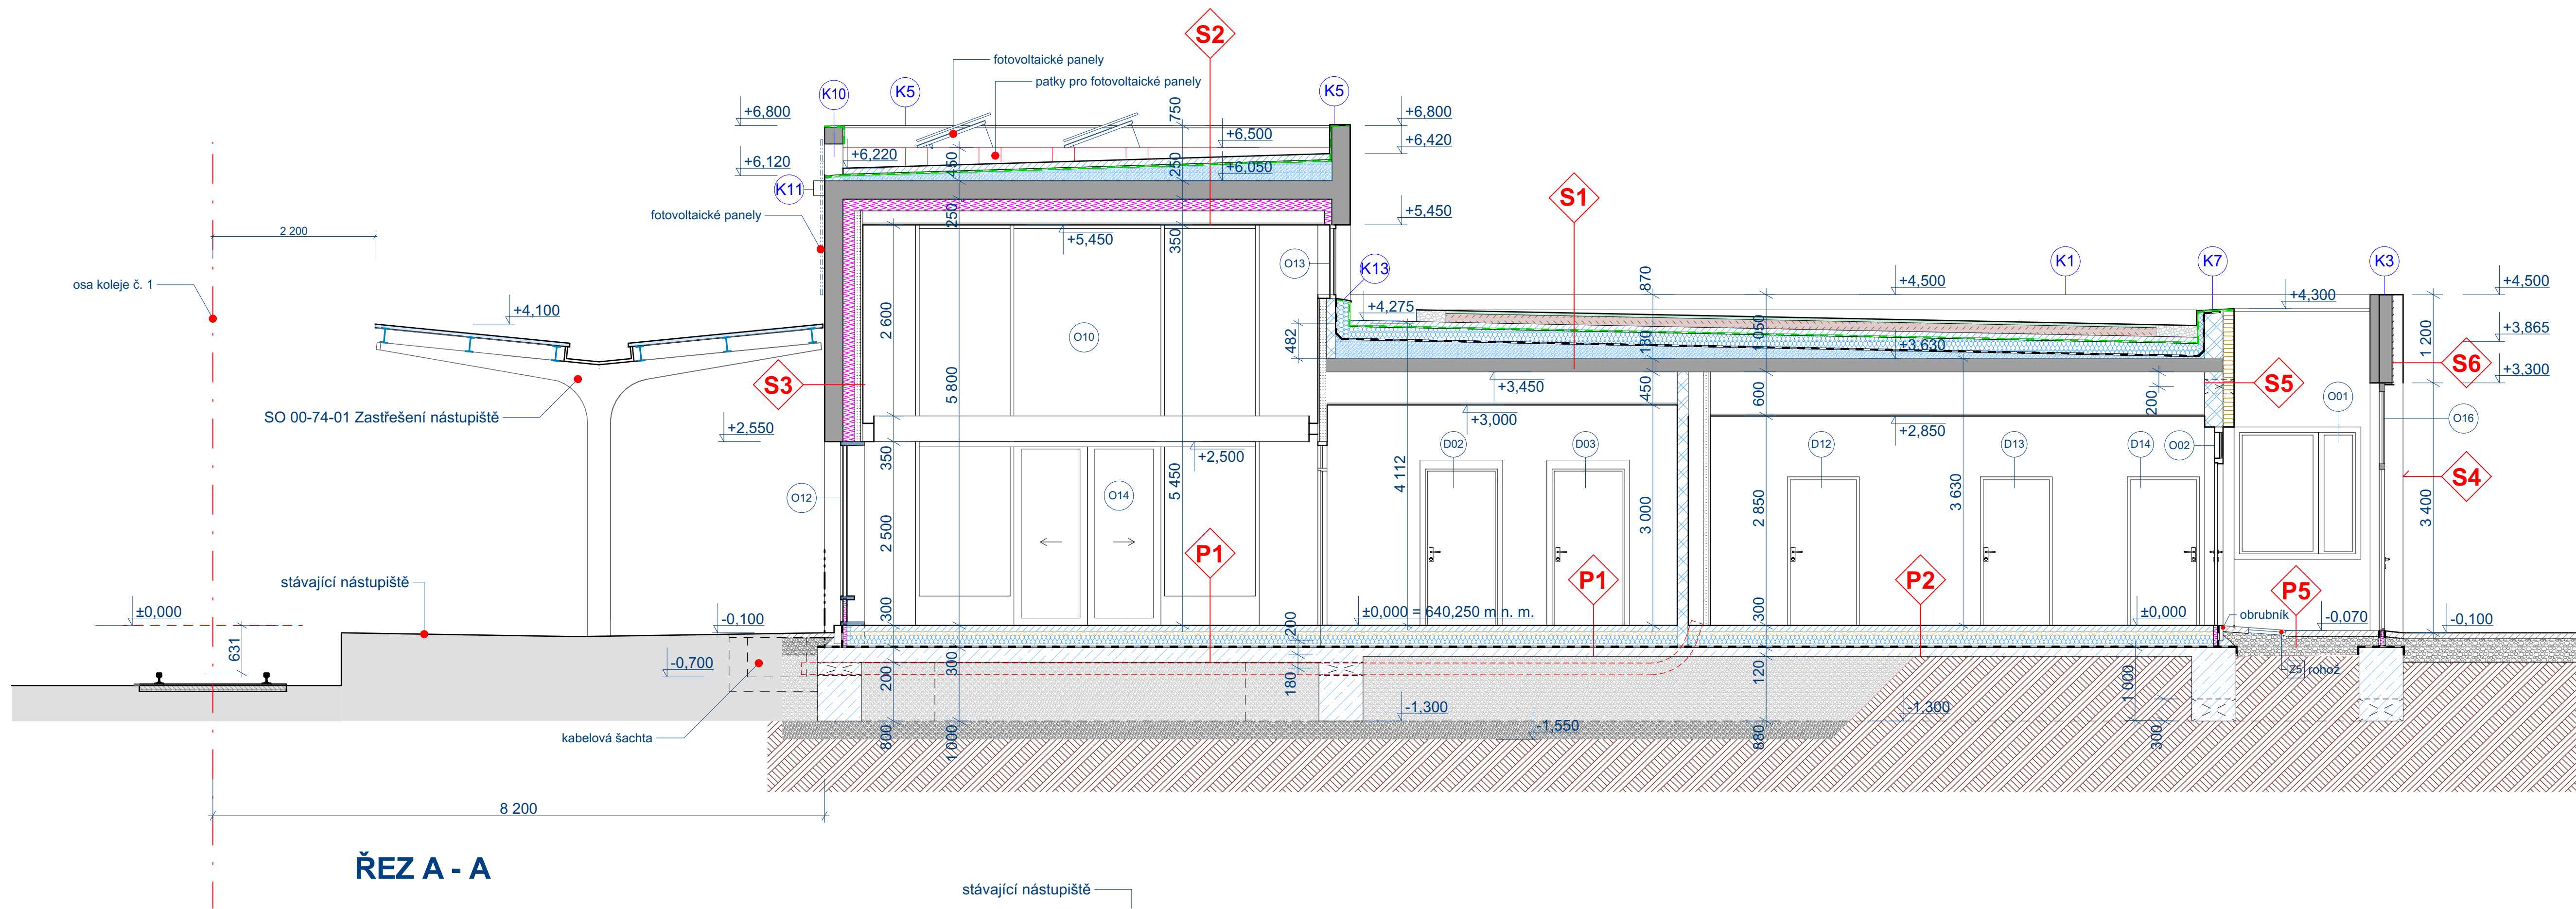 S2
fotovoltaické panely
patky pro fotovoltaické panely
K10
K5
K5
+6,800
750
+6,800
+6,500
+6,420
+6,120
+6,220
450
250
+6,050
K11
S1
fotovoltaické panely
250
+5,450
+5,450
350
2 200
O13
K13
K1
K7
K3
osa koleje č. 1
870
+4,500
+4,500
+4,275
+4,300
+4,100
2 600
O10
482
180
1 050
+3,630
+3,865
1 200
S3
S6
5 800
+3,450
450
600
S5
+3,300
200
O01
SO 00-74-01 Zastřešení nástupiště
+3,000
+2,850
O16
+2,550
350
+2,500
D02
D03
D12
D13
D14
O02
4 112
S4
O12
O14
5 450
2 500
3 000
2 850
3 630
3 400
P1
P1
P2
P5
stávající nástupiště
±0,000
300
200
±0,000 = 640,250 m n. m.
300
±0,000
obrubník
-0,070
-0,100
-0,100
631
-0,700
200
300
180
120
1 000
Z5
rohož
-1,300
-1,300
300
kabelová šachta
800
1 000
-1,550
880
8 200
ŘEZ A - A
stávající nástupiště